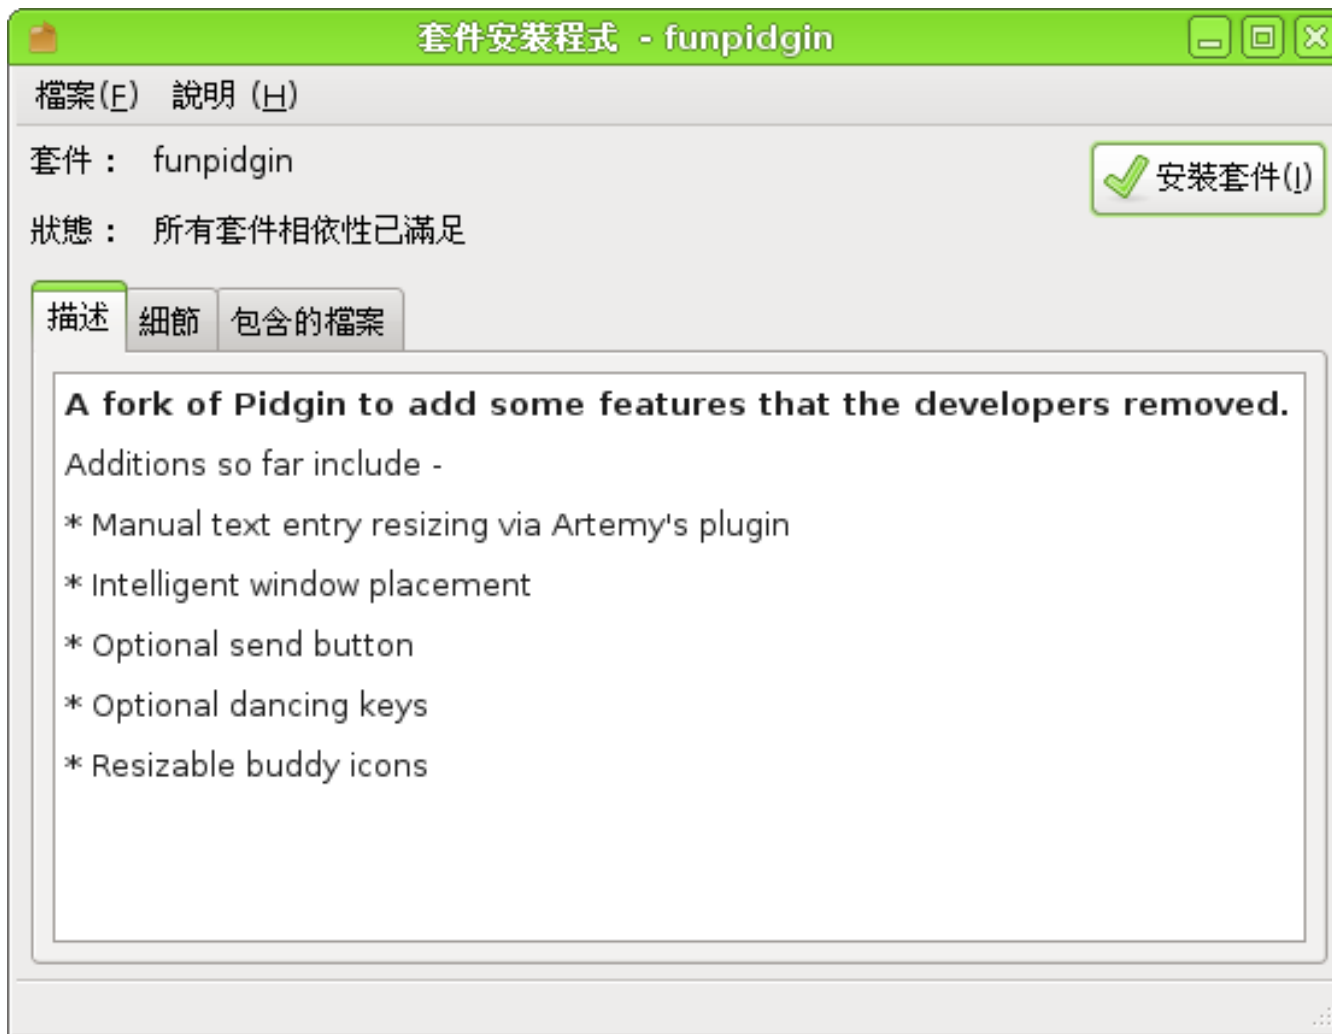 套件安裝程式 - funpidgin
檔案(F) 說明 (H)
套件： funpidgin
安裝套件(I)
狀態： 所有套件相依性已滿足
描述 細節 包含的檔案
A fork of Pidgin to add some features that the developers removed.
Additions so far include -
* Manual text entry resizing via Artemy's plugin
* Intelligent window placement
* Optional send button
* Optional dancing keys
* Resizable buddy icons